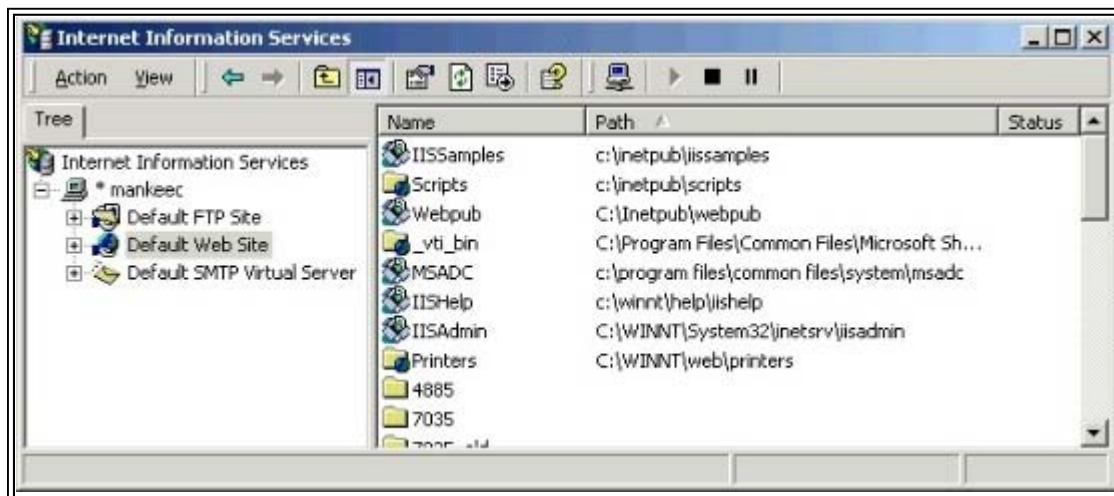 Internet Information Services
Action View
Tree
Name Path Status
Internet Information Services
* mankeec
Default FTP Site
Default Web Site
Default SMTP Virtual Server
IISSamples c:\inetpub\iissamples
Scripts c:\inetpub\scripts
Webpub C:\Inetpub\webpub
_vti_bin C:\Program Files\Common Files\Microsoft Sh...
MSADC c:\program files\common files\system\msadc
IISHelp c:\winnt\help\iishelp
IISAdmin C:\WINNT\System32\inetsrv\iisadmin
Printers C:\WINNT\web\printers
4885
7035